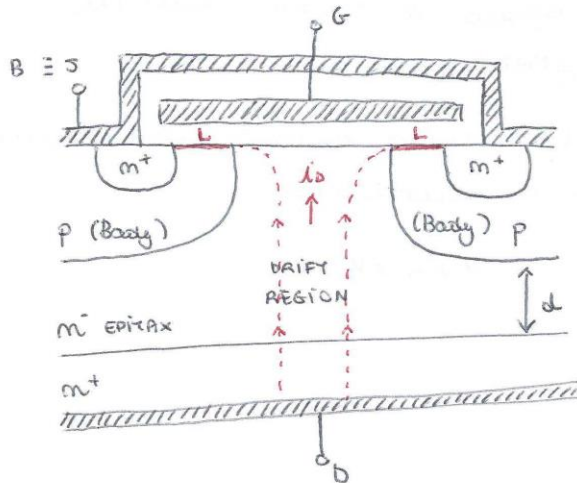 G
B ≡ S
L L
n+ iD n+
p (Body) (Body) p
DRIFT
REGION
d
n- EPITAX
n+
D